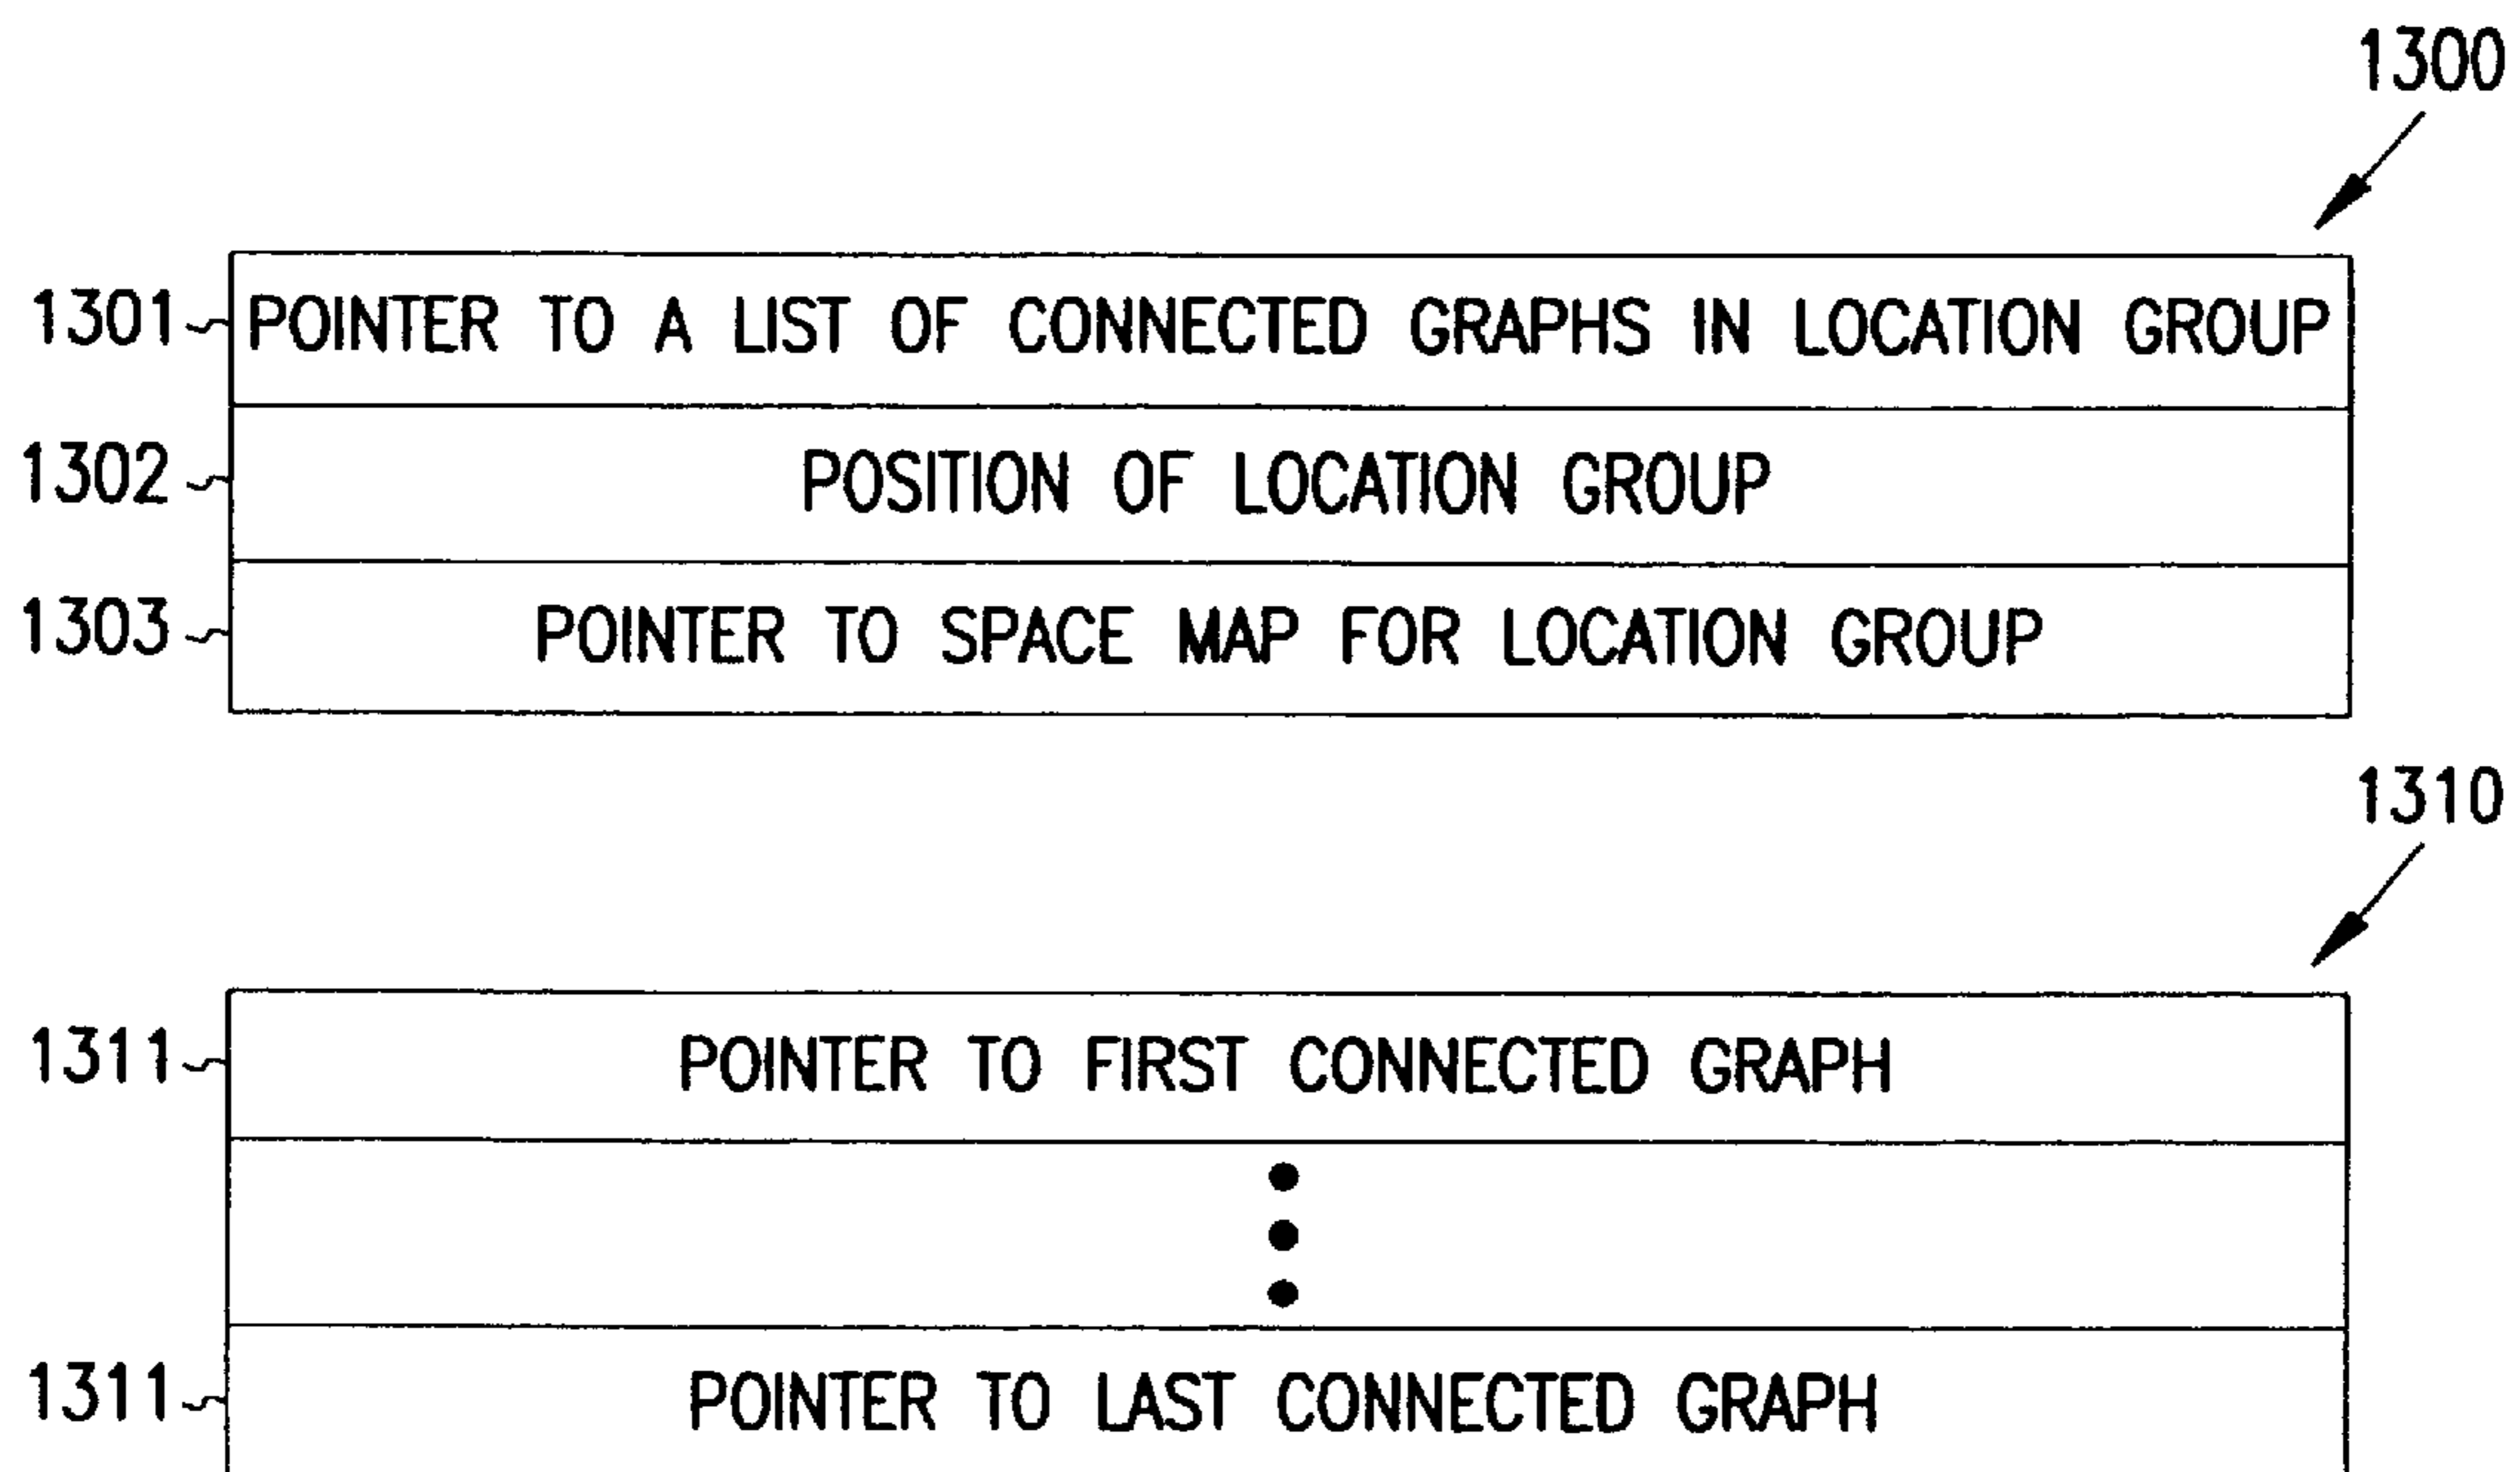 1300
1301 POINTER TO A LIST OF CONNECTED GRAPHS IN LOCATION GROUP
1302 POSITION OF LOCATION GROUP
1303 POINTER TO SPACE MAP FOR LOCATION GROUP
1310
1311 POINTER TO FIRST CONNECTED GRAPH
1311 POINTER TO LAST CONNECTED GRAPH